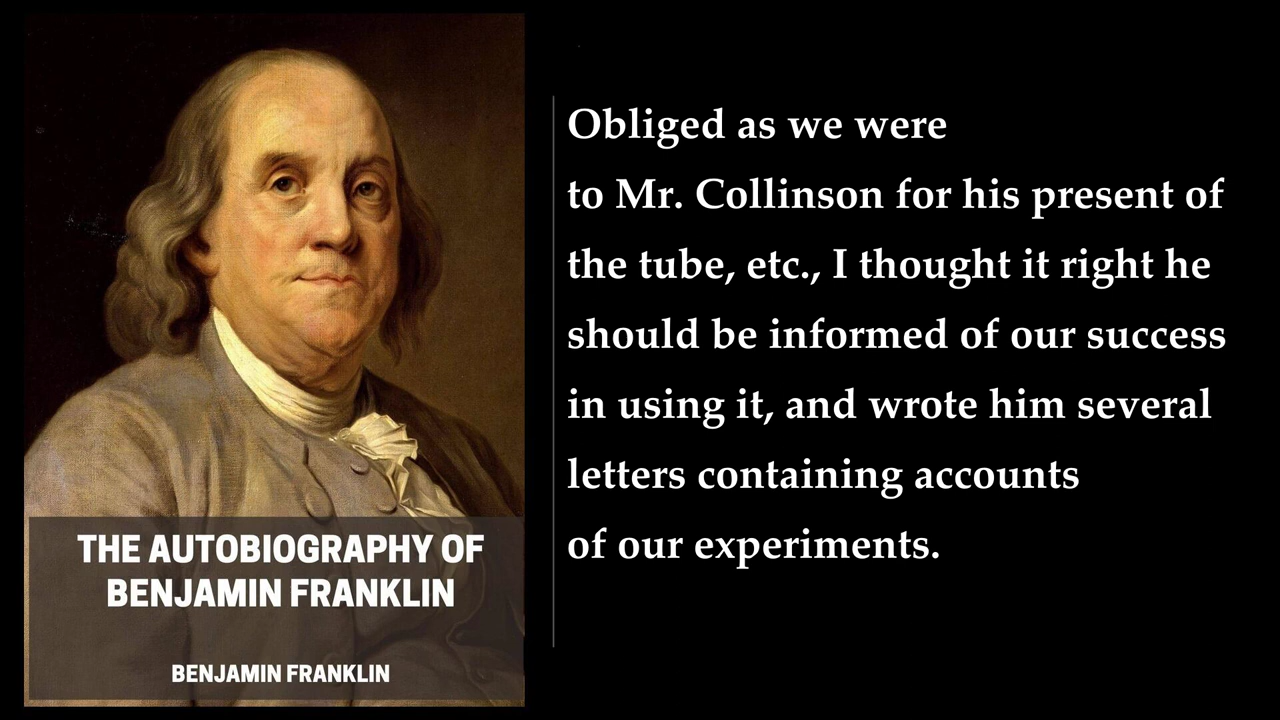 THE AUTOBIOGRAPHY OF
BENJAMIN FRANKLIN
BENJAMIN FRANKLIN
Obliged as we were
to Mr. Collinson for his present of
the tube, etc., I thought it right he
should be informed of our success
in using it, and wrote him several
letters containing accounts
of our experiments.